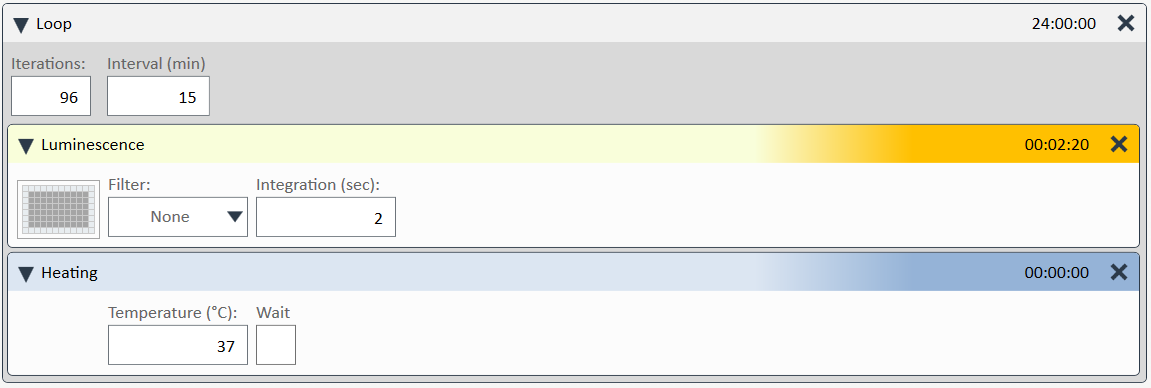 Loop 24:00:00
Iterations: Interval (min)
96 15
Luminescence 00:02:20
Filter: Integration (sec):
None 2
Heating 00:00:00
Temperature (°C): Wait
37